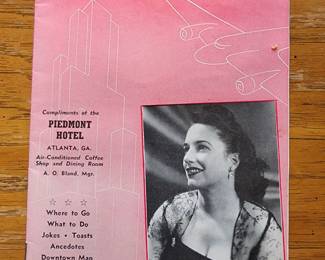 Compliments of the
PIEDMONT
HOTEL
ATLANTA, GA.
Air-Conditioned Coffee
Shop and Dining Room
A. O. Bland, Mgr.
☆ ☆ ☆
Where to Go
What to Do
Jokes • Toasts
Anecdotes
Downtown Map